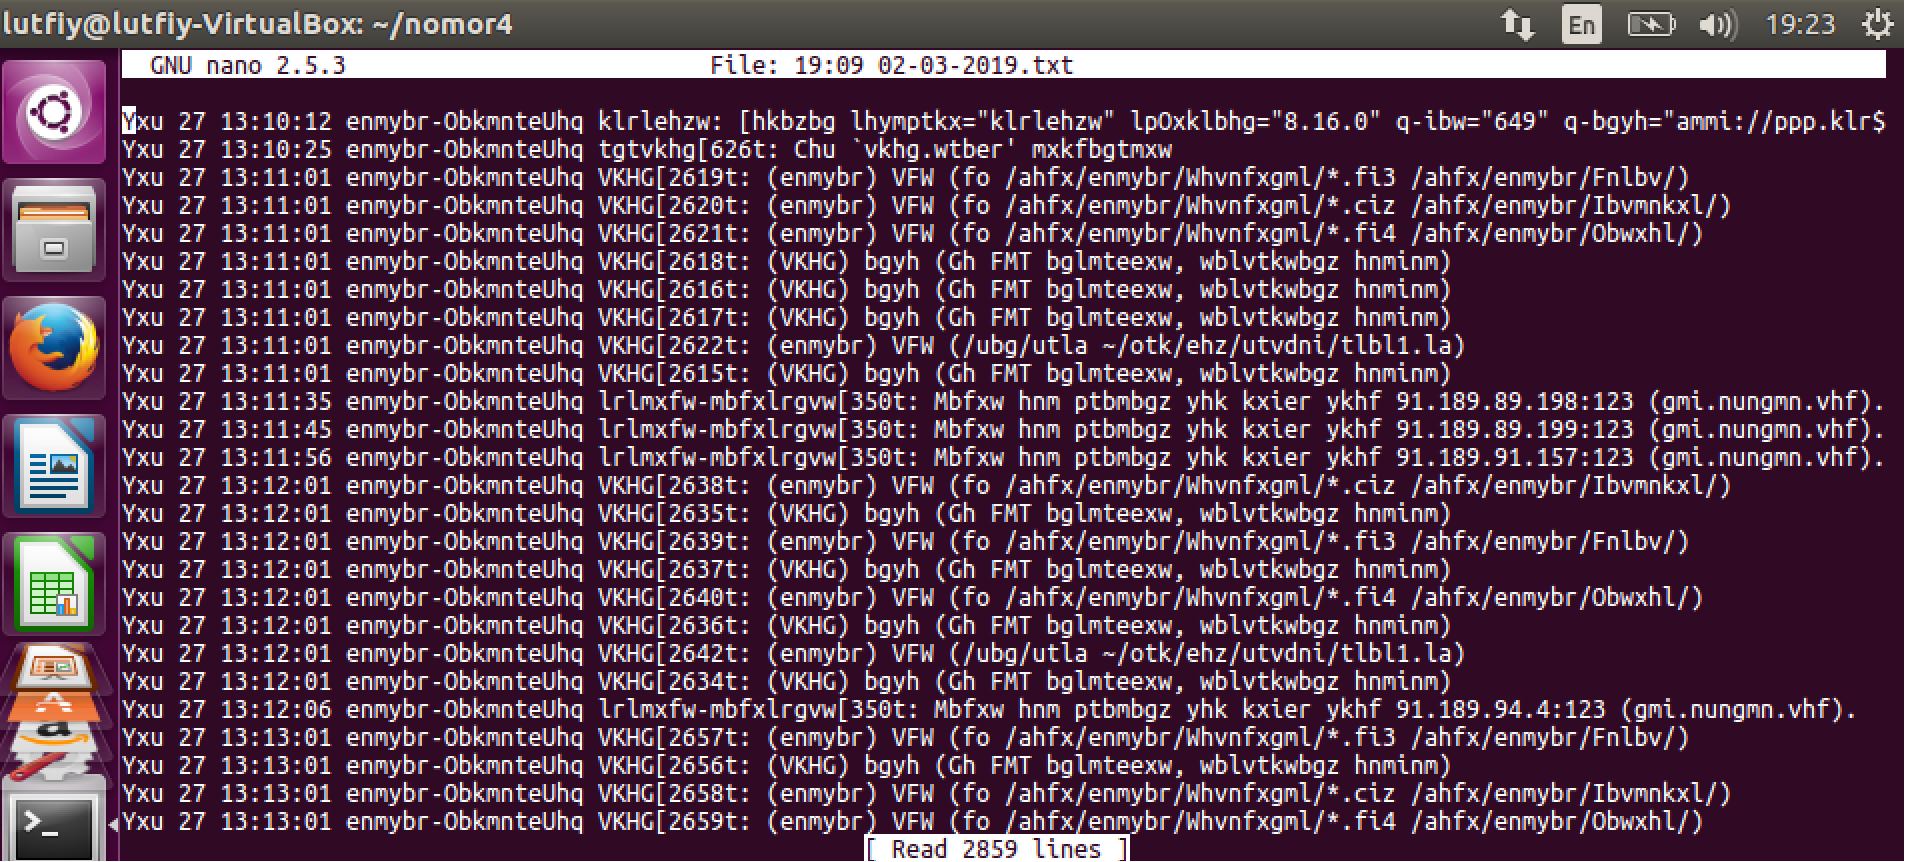 lutfiy@lutfiy-VirtualBox: ~/nomor4
En
19:23
GNU nano 2.5.3 File: 19:09 02-03-2019.txt
Yxu 27 13:10:12 enmybr-ObkmnteUhq klrlehzw: [hkbzbg lhymptkx="klrlehzw" lpOxklbhg="8.16.0" q-ibw="649" q-bgyh="ammi://ppp.klr$
Yxu 27 13:10:25 enmybr-ObkmnteUhq tgtvkhg[626t: Chu `vkhg.wtber' mxkfbgtmxw
Yxu 27 13:11:01 enmybr-ObkmnteUhq VKHG[2619t: (enmybr) VFW (fo /ahfx/enmybr/Whvnfxgml/*.fi3 /ahfx/enmybr/Fnlbv/)
Yxu 27 13:11:01 enmybr-ObkmnteUhq VKHG[2620t: (enmybr) VFW (fo /ahfx/enmybr/Whvnfxgml/*.ciz /ahfx/enmybr/Ibvmnkxl/)
Yxu 27 13:11:01 enmybr-ObkmnteUhq VKHG[2621t: (enmybr) VFW (fo /ahfx/enmybr/Whvnfxgml/*.fi4 /ahfx/enmybr/Obwxhl/)
Yxu 27 13:11:01 enmybr-ObkmnteUhq VKHG[2618t: (VKHG) bgyh (Gh FMT bglmteexw, wblvtkwbgz hnminm)
Yxu 27 13:11:01 enmybr-ObkmnteUhq VKHG[2616t: (VKHG) bgyh (Gh FMT bglmteexw, wblvtkwbgz hnminm)
Yxu 27 13:11:01 enmybr-ObkmnteUhq VKHG[2617t: (VKHG) bgyh (Gh FMT bglmteexw, wblvtkwbgz hnminm)
Yxu 27 13:11:01 enmybr-ObkmnteUhq VKHG[2622t: (enmybr) VFW (/ubg/utla ~/otk/ehz/utvdni/tlbl1.la)
Yxu 27 13:11:01 enmybr-ObkmnteUhq VKHG[2615t: (VKHG) bgyh (Gh FMT bglmteexw, wblvtkwbgz hnminm)
Yxu 27 13:11:35 enmybr-ObkmnteUhq lrlmxfw-mbfxlrgvw[350t: Mbfxw hnm ptbmbgz yhk kxier ykhf 91.189.89.198:123 (gmi.nungmn.vhf).
Yxu 27 13:11:45 enmybr-ObkmnteUhq lrlmxfw-mbfxlrgvw[350t: Mbfxw hnm ptbmbgz yhk kxier ykhf 91.189.89.199:123 (gmi.nungmn.vhf).
Yxu 27 13:11:56 enmybr-ObkmnteUhq lrlmxfw-mbfxlrgvw[350t: Mbfxw hnm ptbmbgz yhk kxier ykhf 91.189.91.157:123 (gmi.nungmn.vhf).
Yxu 27 13:12:01 enmybr-ObkmnteUhq VKHG[2638t: (enmybr) VFW (fo /ahfx/enmybr/Whvnfxgml/*.ciz /ahfx/enmybr/Ibvmnkxl/)
Yxu 27 13:12:01 enmybr-ObkmnteUhq VKHG[2635t: (VKHG) bgyh (Gh FMT bglmteexw, wblvtkwbgz hnminm)
Yxu 27 13:12:01 enmybr-ObkmnteUhq VKHG[2639t: (enmybr) VFW (fo /ahfx/enmybr/Whvnfxgml/*.fi3 /ahfx/enmybr/Fnlbv/)
Yxu 27 13:12:01 enmybr-ObkmnteUhq VKHG[2637t: (VKHG) bgyh (Gh FMT bglmteexw, wblvtkwbgz hnminm)
Yxu 27 13:12:01 enmybr-ObkmnteUhq VKHG[2640t: (enmybr) VFW (fo /ahfx/enmybr/Whvnfxgml/*.fi4 /ahfx/enmybr/Obwxhl/)
Yxu 27 13:12:01 enmybr-ObkmnteUhq VKHG[2636t: (VKHG) bgyh (Gh FMT bglmteexw, wblvtkwbgz hnminm)
Yxu 27 13:12:01 enmybr-ObkmnteUhq VKHG[2642t: (enmybr) VFW (/ubg/utla ~/otk/ehz/utvdni/tlbl1.la)
Yxu 27 13:12:01 enmybr-ObkmnteUhq VKHG[2634t: (VKHG) bgyh (Gh FMT bglmteexw, wblvtkwbgz hnminm)
Yxu 27 13:12:06 enmybr-ObkmnteUhq lrlmxfw-mbfxlrgvw[350t: Mbfxw hnm ptbmbgz yhk kxier ykhf 91.189.94.4:123 (gmi.nungmn.vhf).
Yxu 27 13:13:01 enmybr-ObkmnteUhq VKHG[2657t: (enmybr) VFW (fo /ahfx/enmybr/Whvnfxgml/*.fi3 /ahfx/enmybr/Fnlbv/)
Yxu 27 13:13:01 enmybr-ObkmnteUhq VKHG[2656t: (VKHG) bgyh (Gh FMT bglmteexw, wblvtkwbgz hnminm)
Yxu 27 13:13:01 enmybr-ObkmnteUhq VKHG[2658t: (enmybr) VFW (fo /ahfx/enmybr/Whvnfxgml/*.ciz /ahfx/enmybr/Ibvmnkxl/)
Yxu 27 13:13:01 enmybr-ObkmnteUhq VKHG[2659t: (enmybr) VFW (fo /ahfx/enmybr/Whvnfxgml/*.fi4 /ahfx/enmybr/Obwxhl/)
[ Read 2859 lines ]